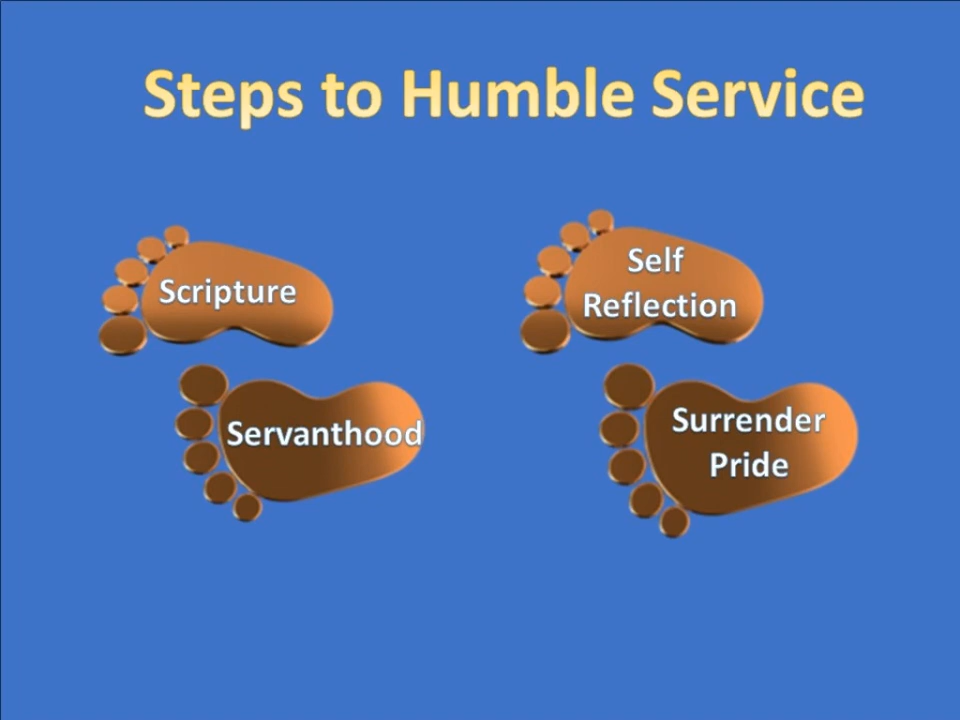 Steps to Humble Service
Scripture
Self
Reflection
Servanthood
Surrender
Pride